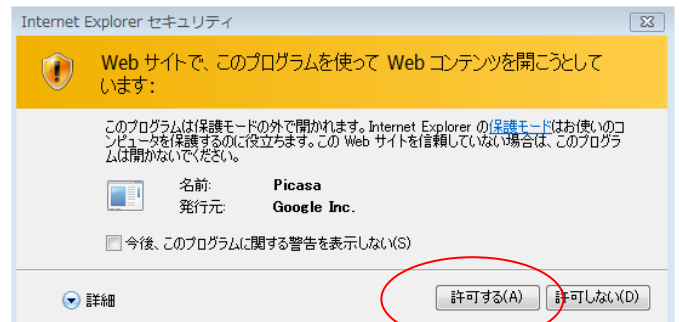 Internet Explorer セキュリティ
Web サイトで、このプログラムを使って Web コンテンツを開こうとして
います:
このプログラムは保護モードの外で開かれます。Internet Explorer の保護モードはお使いのコ
ンピュータを保護するのに役立ちます。この Web サイトを信頼していない場合は、このプログラ
ムは開かないでください。
名前: Picasa
発行元: Google Inc.
今後、このプログラムに関する警告を表示しない(S)
詳細 許可する(A) 許可しない(D)